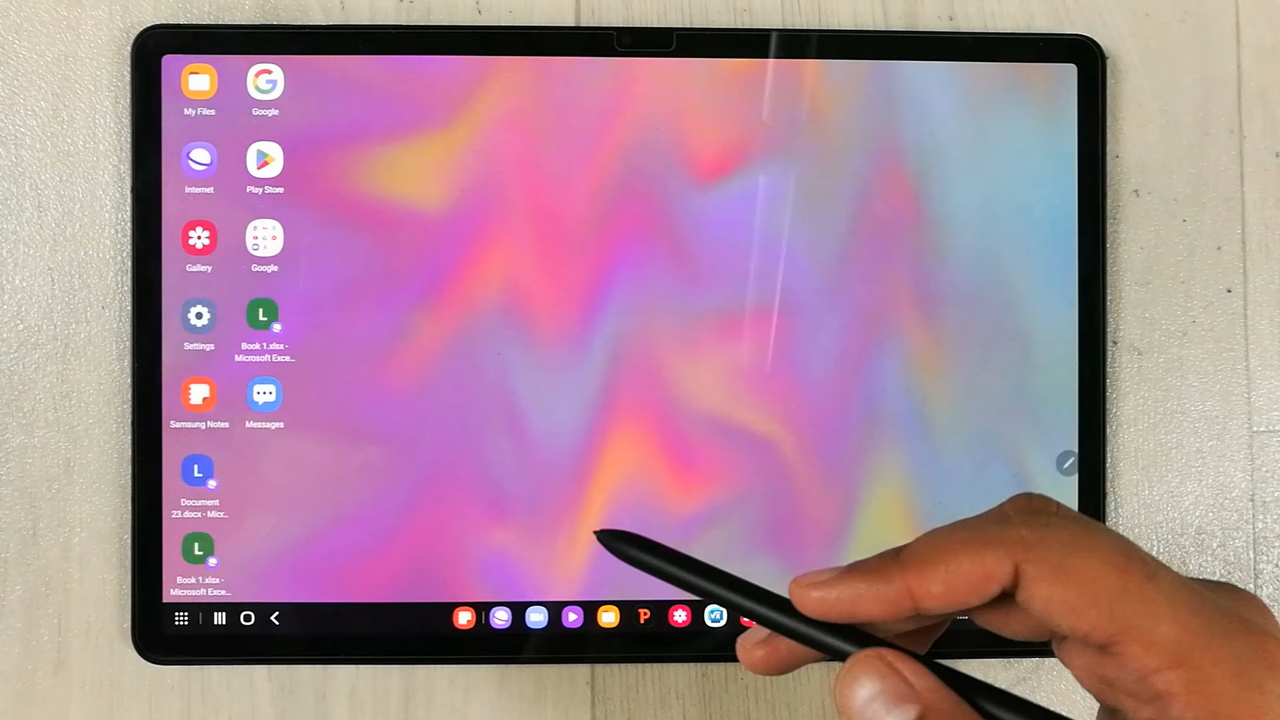 My Files
Google
Internet
Play Store
Gallery
Google
Settings
L
Book 1.xlsx -
Microsoft Exce...
Samsung Notes
Messages
L
Document
23.docx - Micr...
L
Book 1.xlsx -
Microsoft Exce...